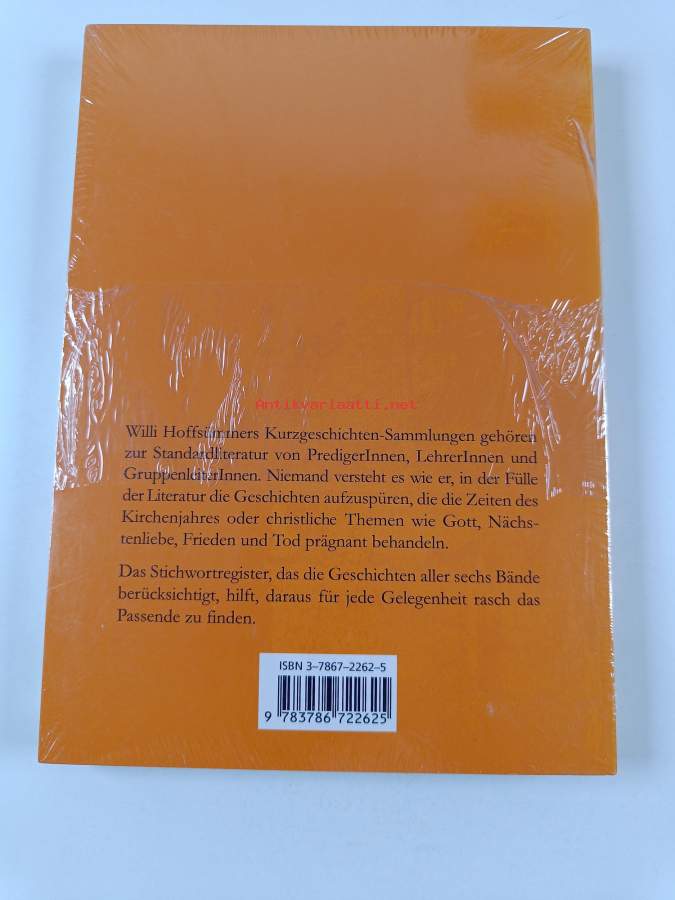 Antikvariaatti.net
Willi Hoffsümmers Kurzgeschichten-Sammlungen gehören
zur Standardliteratur von PredigerInnen, LehrerInnen und
GruppenleiterInnen. Niemand versteht es wie er, in der Fülle
der Literatur die Geschichten aufzuspüren, die die Zeiten des
Kirchenjahres oder christliche Themen wie Gott, Nächs-
tenliebe, Frieden und Tod prägnant behandeln.
Das Stichwortregister, das die Geschichten aller sechs Bände
berücksichtigt, hilft, daraus für jede Gelegenheit rasch das
Passende zu finden.
ISBN 3-7867-2262-5
9 783786 722625